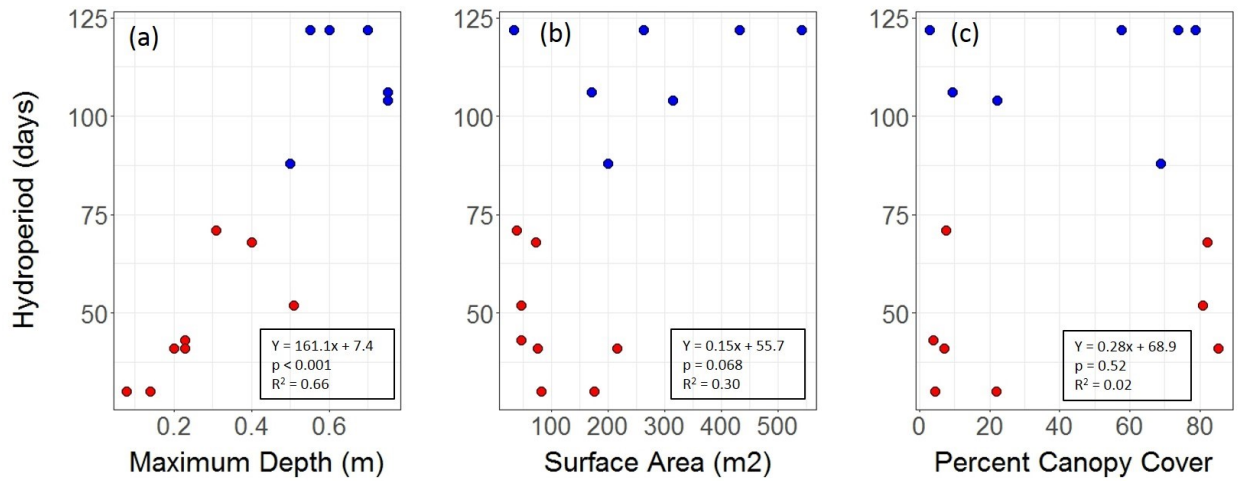 Hydroperiod (days)
125
100
75
50
(a)
Y = 161.1x + 7.4
p < 0.001
R² = 0.66
0.2 0.4 0.6
Maximum Depth (m)
125
100
75
50
(b)
Y = 0.15x + 55.7
p = 0.068
R² = 0.30
100 200 300 400 500
Surface Area (m2)
125
100
75
50
(c)
Y = 0.28x + 68.9
p = 0.52
R² = 0.02
0 20 40 60 80
Percent Canopy Cover